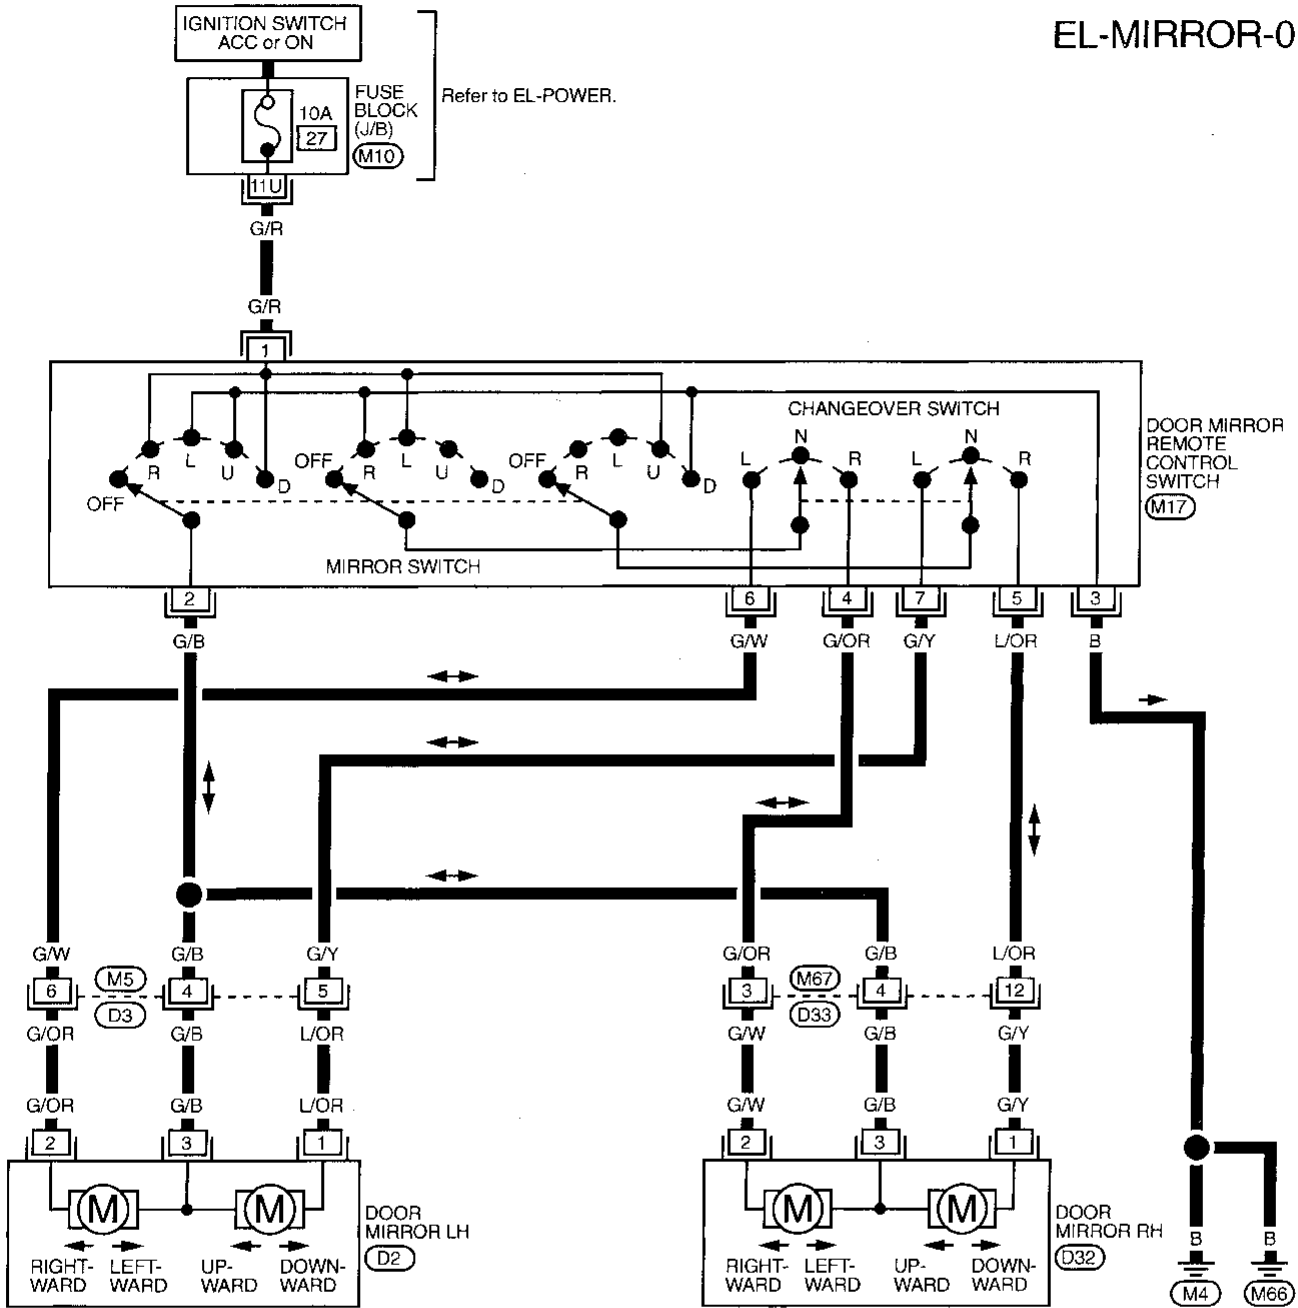 IGNITION SWITCH
ACC or ON
EL-MIRROR-0
FUSE
BLOCK
(J/B)
M10
10A
27
Refer to EL-POWER.
11U
G/R
G/R
1
CHANGEOVER SWITCH
DOOR MIRROR
REMOTE
CONTROL
SWITCH
M17
OFF R L U D
OFF R L U D
OFF R L U D
L N R
L N R
MIRROR SWITCH
2 6 4 7 5 3
G/B G/W G/OR G/Y L/OR B
G/W G/B G/Y G/OR G/B L/OR
6 M5 4 5 3 M67 4 12
D3 D33
G/OR G/B L/OR G/W G/B G/Y
G/OR G/B L/OR G/W G/B G/Y
2 3 1 2 3 1
M M M M
DOOR
MIRROR LH
D2
DOOR
MIRROR RH
D32
RIGHT-
WARD
LEFT-
WARD
UP-
WARD
DOWN-
WARD
RIGHT-
WARD
LEFT-
WARD
UP-
WARD
DOWN-
WARD
B B
M4 M66